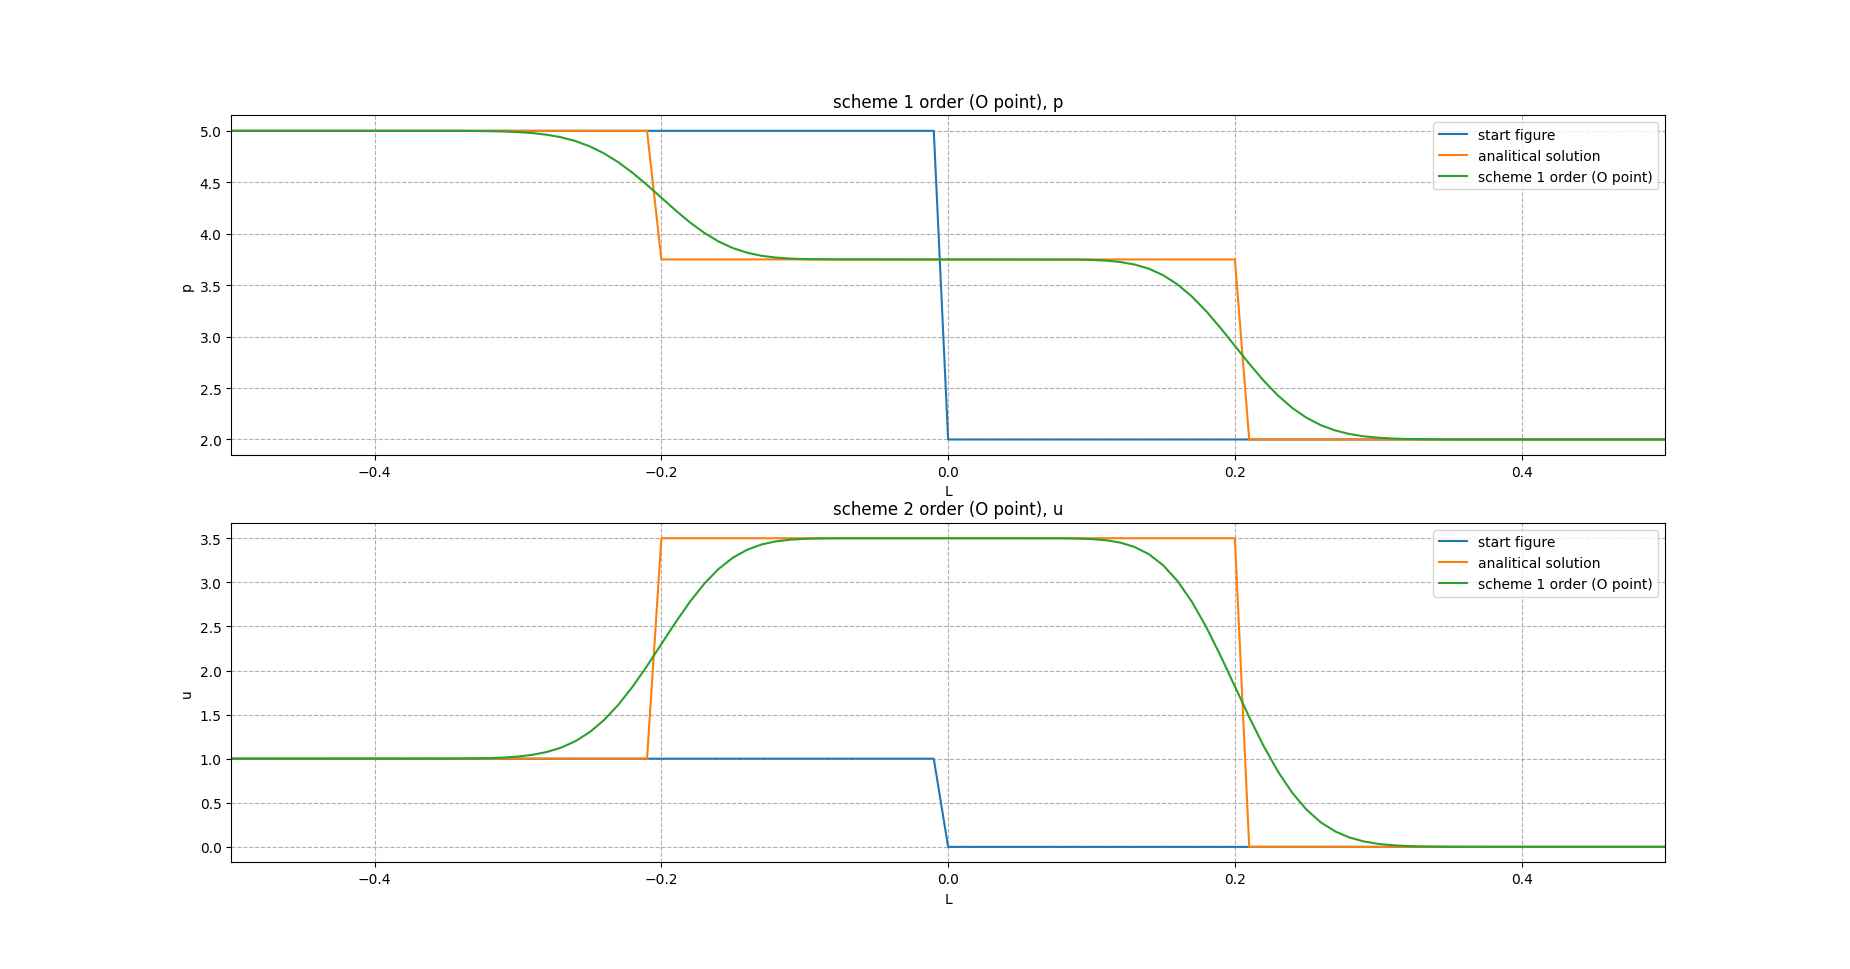 scheme 1 order (O point), p
5.0
4.5
4.0
3.5
3.0
2.5
2.0
p
start figure
analitical solution
scheme 1 order (O point)
−0.4
−0.2
0.0
0.2
0.4
L
scheme 2 order (O point), u
3.5
3.0
2.5
2.0
1.5
1.0
0.5
0.0
u
start figure
analitical solution
scheme 1 order (O point)
−0.4
−0.2
0.0
0.2
0.4
L